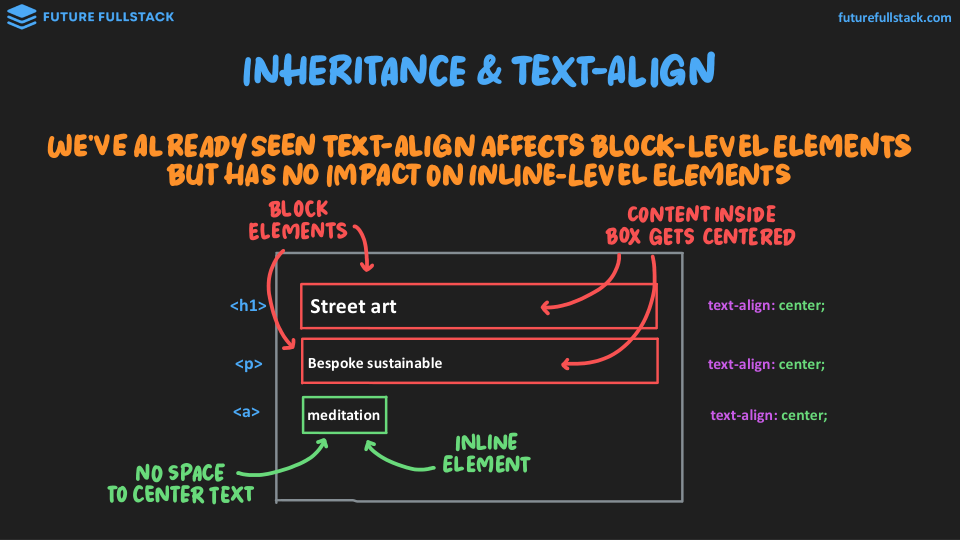 FUTURE FULLSTACK
futurefullstack.com
INHERITANCE & TEXT-ALIGN
WE'VE ALREADY SEEN TEXT-ALIGN AFFECTS BLOCK-LEVEL ELEMENTS
BUT HAS NO IMPACT ON INLINE-LEVEL ELEMENTS
BLOCK
ELEMENTS
CONTENT INSIDE
BOX GETS CENTERED
<h1>
Street art
text-align: center;
<p>
Bespoke sustainable
text-align: center;
<a>
meditation
text-align: center;
INLINE
ELEMENT
NO SPACE
TO CENTER TEXT